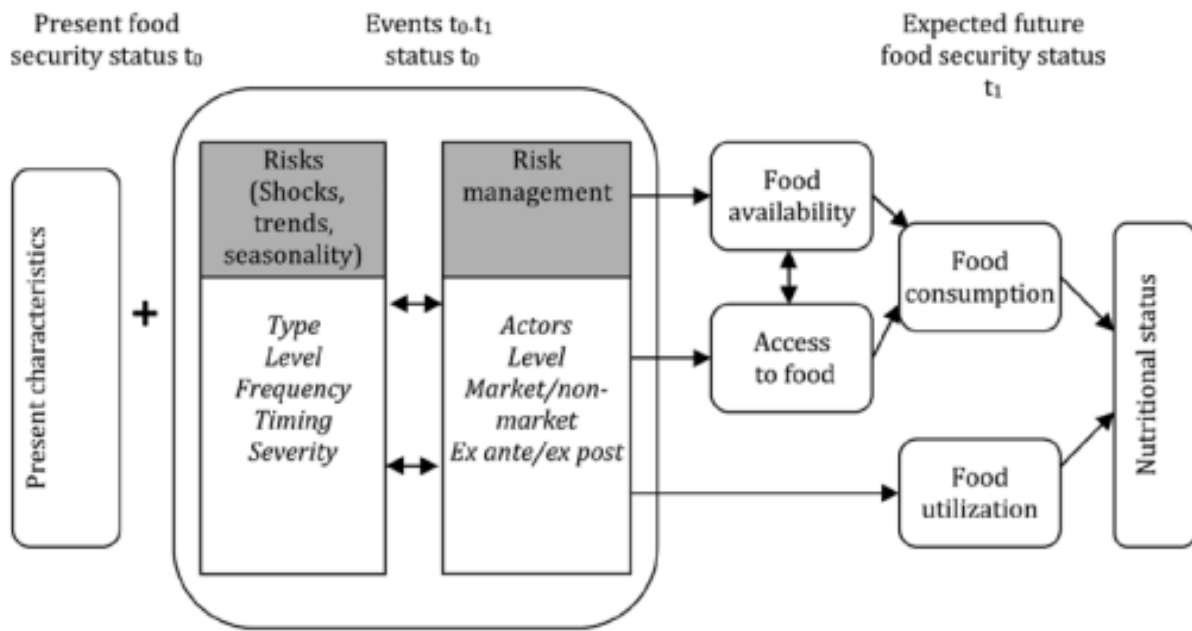 Present food
security status t₀
Events t₀-t₁
status t₀
Expected future
food security status
t₁
Present characteristics
+
Risks
(Shocks,
trends,
seasonality)
Type
Level
Frequency
Timing
Severity
Risk
management
Actors
Level
Market/non-
market
Ex ante/ex post
Food
availability
Access
to food
Food
consumption
Food
utilization
Nutritional status